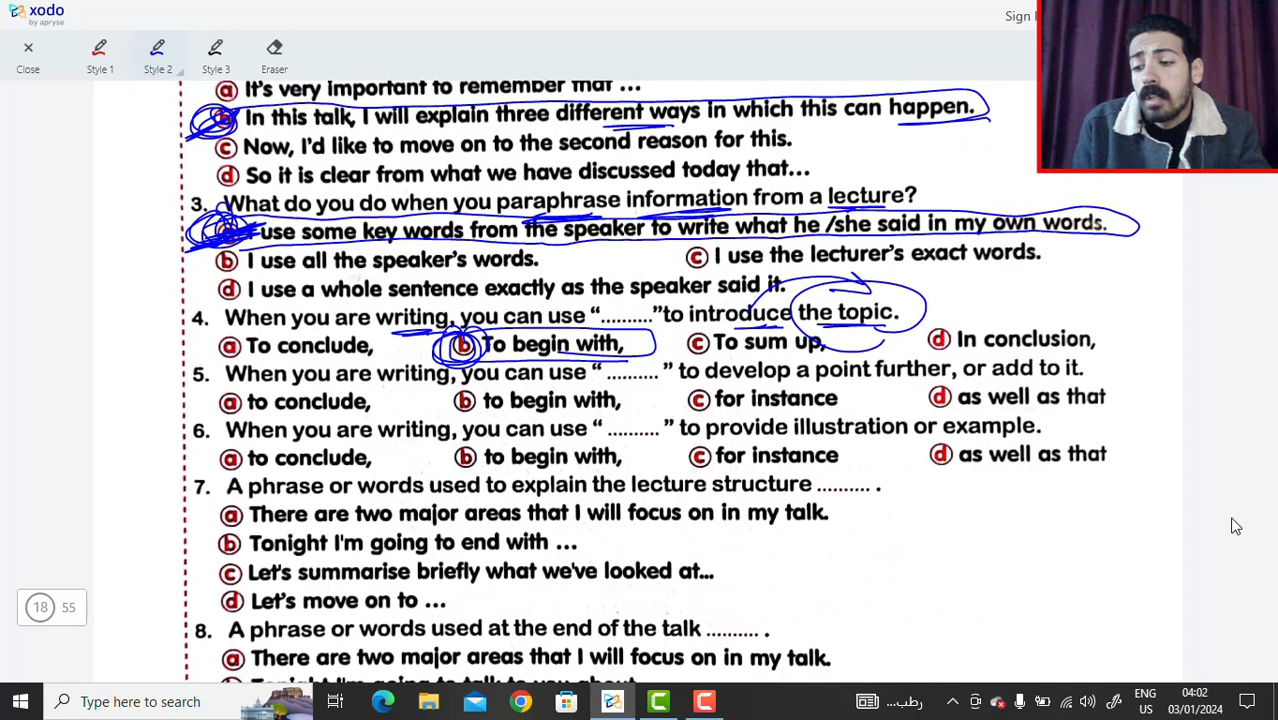 xodo
by apryse
Sign
Close
Style 1
Style 2
Style 3
Eraser
a It's very important to remember that ...
b In this talk, I will explain three different ways in which this can happen.
c Now, I'd like to move on to the second reason for this.
d So it is clear from what we have discussed today that...
3. What do you do when you paraphrase information from a lecture?
I use some key words from the speaker to write what he /she said in my own words.
b I use all the speaker's words. c I use the lecturer's exact words.
d I use a whole sentence exactly as the speaker said it.
4. When you are writing, you can use "..........."to introduce the topic.
a To conclude, b To begin with, c To sum up, d In conclusion,
5. When you are writing, you can use " .......... " to develop a point further, or add to it.
a to conclude, b to begin with, c for instance d as well as that
6. When you are writing, you can use " .......... " to provide illustration or example.
a to conclude, b to begin with, c for instance d as well as that
7. A phrase or words used to explain the lecture structure .......... .
a There are two major areas that I will focus on in my talk.
b Tonight I'm going to end with ...
c Let's summarise briefly what we've looked at...
d Let's move on to ...
8. A phrase or words used at the end of the talk .......... .
a There are two major areas that I will focus on in my talk.
18 55
Type here to search
رطب...
ENG
US
04:02
03/01/2024